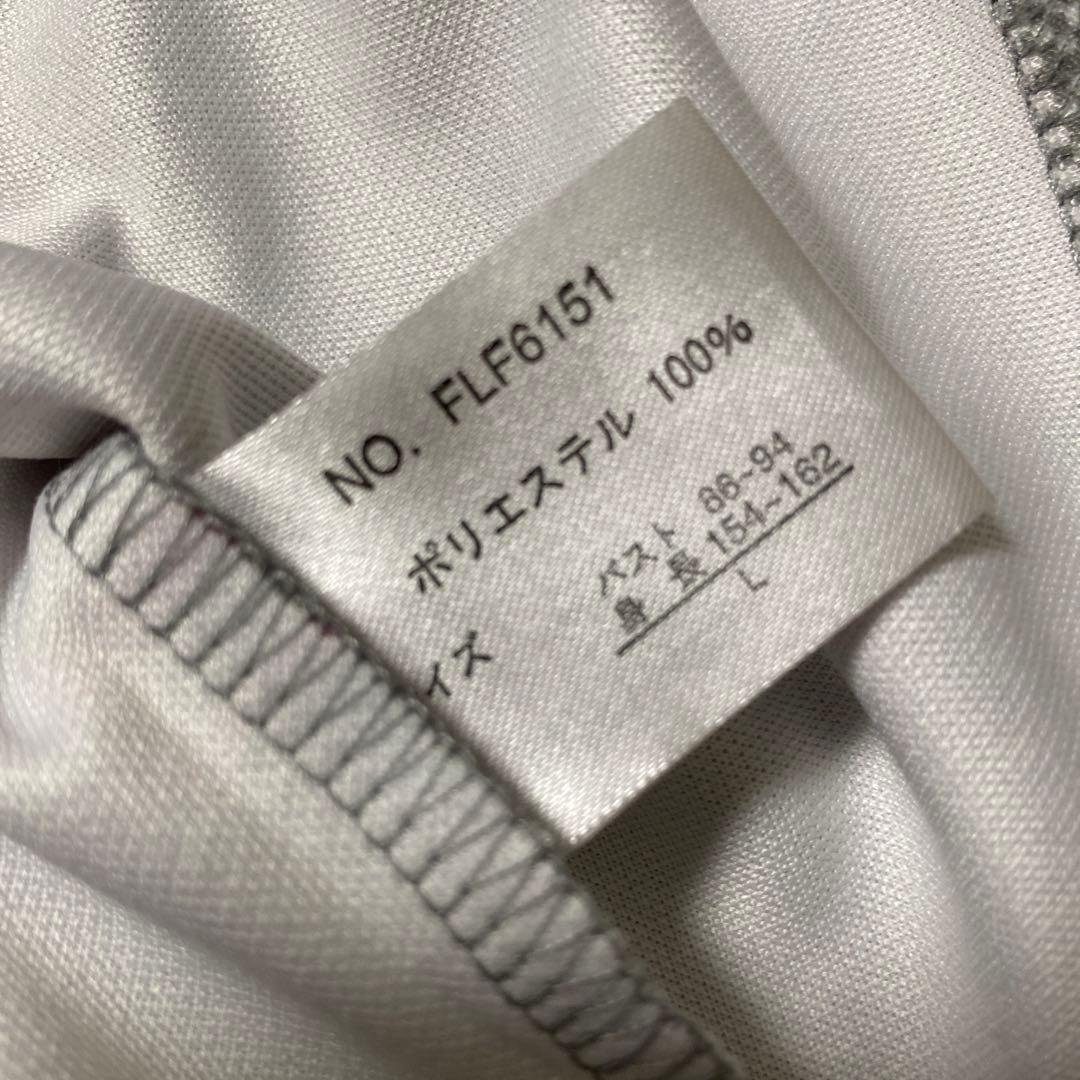 NO. FLF6151
ポリエステル 100%
バスト 86~94
身 長 154~162
イズ L